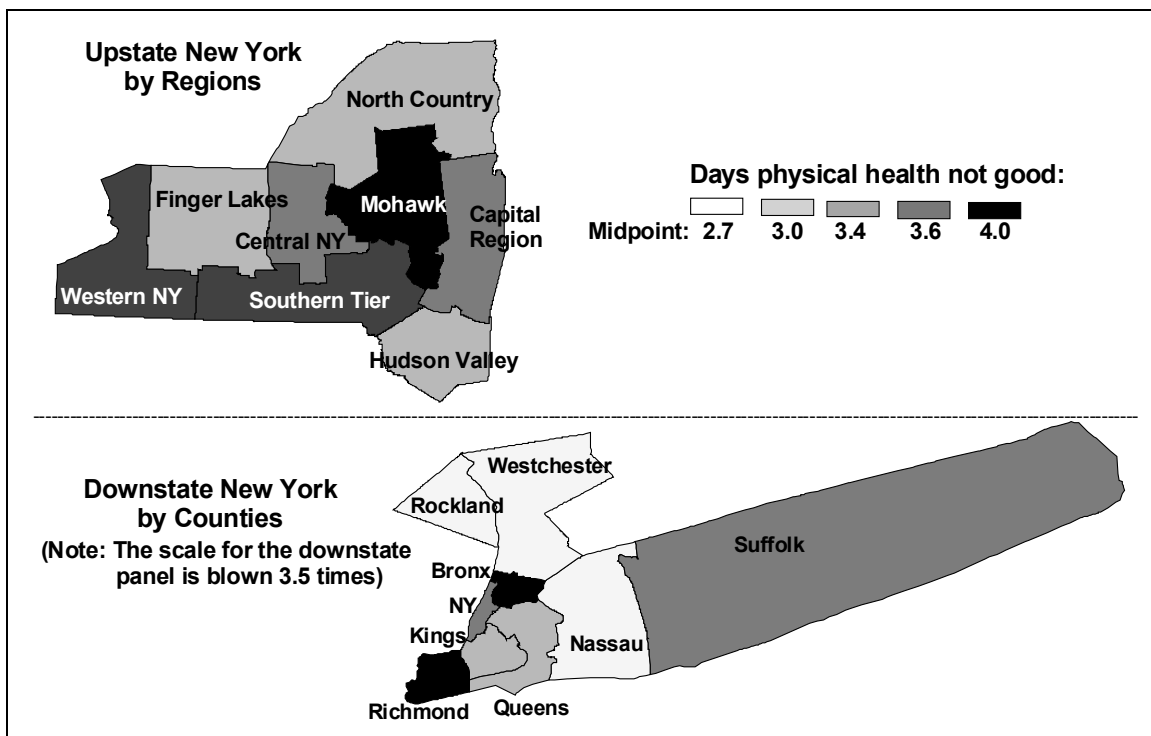 Upstate New York
by Regions
North Country
Finger Lakes
Mohawk
Central NY
Capital
Region
Western NY
Southern Tier
Hudson Valley
Days physical health not good:
Midpoint: 2.7 3.0 3.4 3.6 4.0
Downstate New York
by Counties
(Note: The scale for the downstate
panel is blown 3.5 times)
Westchester
Rockland
Suffolk
Bronx
NY
Kings
Nassau
Richmond
Queens